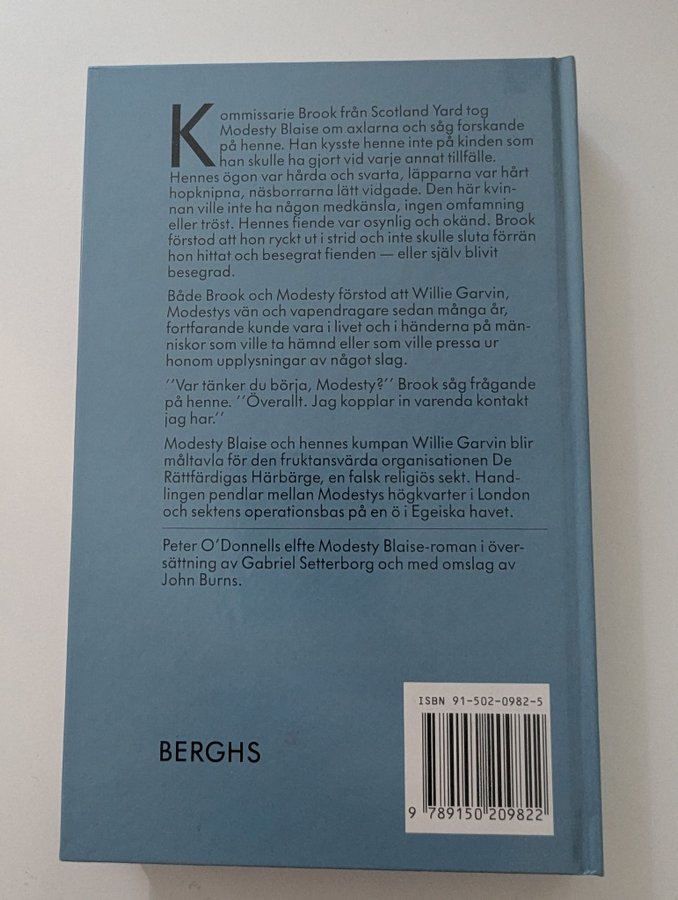 Kommissarie Brook från Scotland Yard tog
Modesty Blaise om axlarna och såg forskande
på henne. Han kysste henne inte på kinden som
han skulle ha gjort vid varje annat tillfälle.
Hennes ögon var hårda och svarta, läpparna var hårt
hopknipna, näsborrarna lätt vidgade. Den här kvin-
nan ville inte ha någon medkänsla, ingen omfamning
eller tröst. Hennes fiende var osynlig och okänd. Brook
förstod att hon ryckt ut i strid och inte skulle sluta förrän
hon hittat och besegrat fienden — eller själv blivit
besegrad.
Både Brook och Modesty förstod att Willie Garvin,
Modestys vän och vapendragare sedan många år,
fortfarande kunde vara i livet och i händerna på män-
niskor som ville ta hämnd eller som ville pressa ur
honom upplysningar av något slag.
''Var tänker du börja, Modesty?'' Brook såg frågande
på henne. ''Överallt. Jag kopplar in varenda kontakt
jag har.''
Modesty Blaise och hennes kumpan Willie Garvin blir
måltavla för den fruktansvärda organisationen De
Rättfärdigas Härbärge, en falsk religiös sekt. Hand-
lingen pendlar mellan Modestys högkvarter i London
och sektens operationsbas på en ö i Egeiska havet.
Peter O'Donnells elfte Modesty Blaise-roman i över-
sättning av Gabriel Setterborg och med omslag av
John Burns.
ISBN 91-502-0982-5
BERGHS
9 789150 209822